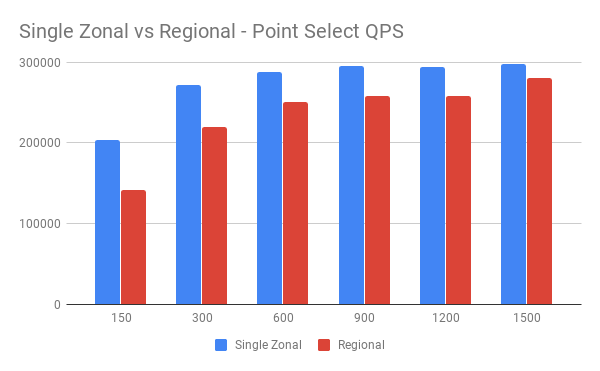 Single Zonal vs Regional - Point Select QPS
300000
200000
100000
0
150 300 600 900 1200 1500
Single Zonal Regional